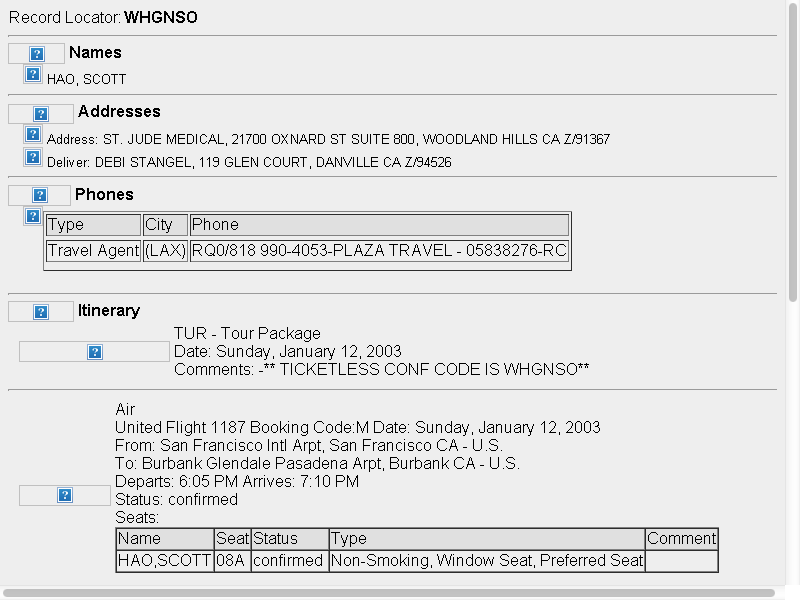 Record Locator: WHGNSO
Names
HAO, SCOTT
Addresses
Address: ST. JUDE MEDICAL, 21700 OXNARD ST SUITE 800, WOODLAND HILLS CA Z/91367
Deliver: DEBI STANGEL, 119 GLEN COURT, DANVILLE CA Z/94526
Phones
Type City Phone
Travel Agent (LAX) RQ0/818 990-4053-PLAZA TRAVEL - 05838276-RC
Itinerary
TUR - Tour Package
Date: Sunday, January 12, 2003
Comments: -** TICKETLESS CONF CODE IS WHGNSO**
Air
United Flight 1187 Booking Code:M Date: Sunday, January 12, 2003
From: San Francisco Intl Arpt, San Francisco CA - U.S.
To: Burbank Glendale Pasadena Arpt, Burbank CA - U.S.
Departs: 6:05 PM Arrives: 7:10 PM
Status: confirmed
Seats:
Name Seat Status Type Comment
HAO,SCOTT 08A confirmed Non-Smoking, Window Seat, Preferred Seat